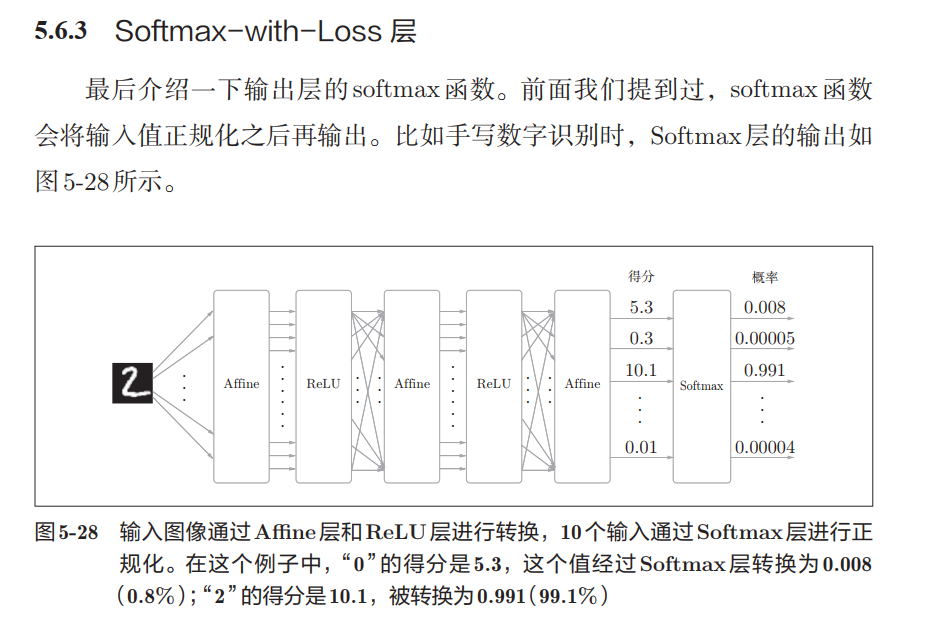 5.6.3 Softmax-with-Loss 层
最后介绍一下输出层的softmax函数。前面我们提到过，softmax函数
会将输入值正规化之后再输出。比如手写数字识别时，Softmax层的输出如
图5-28所示。
得分 概率
5.3 0.008
0.3 0.00005
10.1 0.991
2 Affine ReLU Affine ReLU Affine Softmax
0.01 0.00004
图5-28 输入图像通过Affine层和ReLU层进行转换，10个输入通过Softmax层进行正
规化。在这个例子中，“0”的得分是5.3，这个值经过Softmax层转换为0.008
（0.8%）；“2”的得分是10.1，被转换为0.991(99.1%)